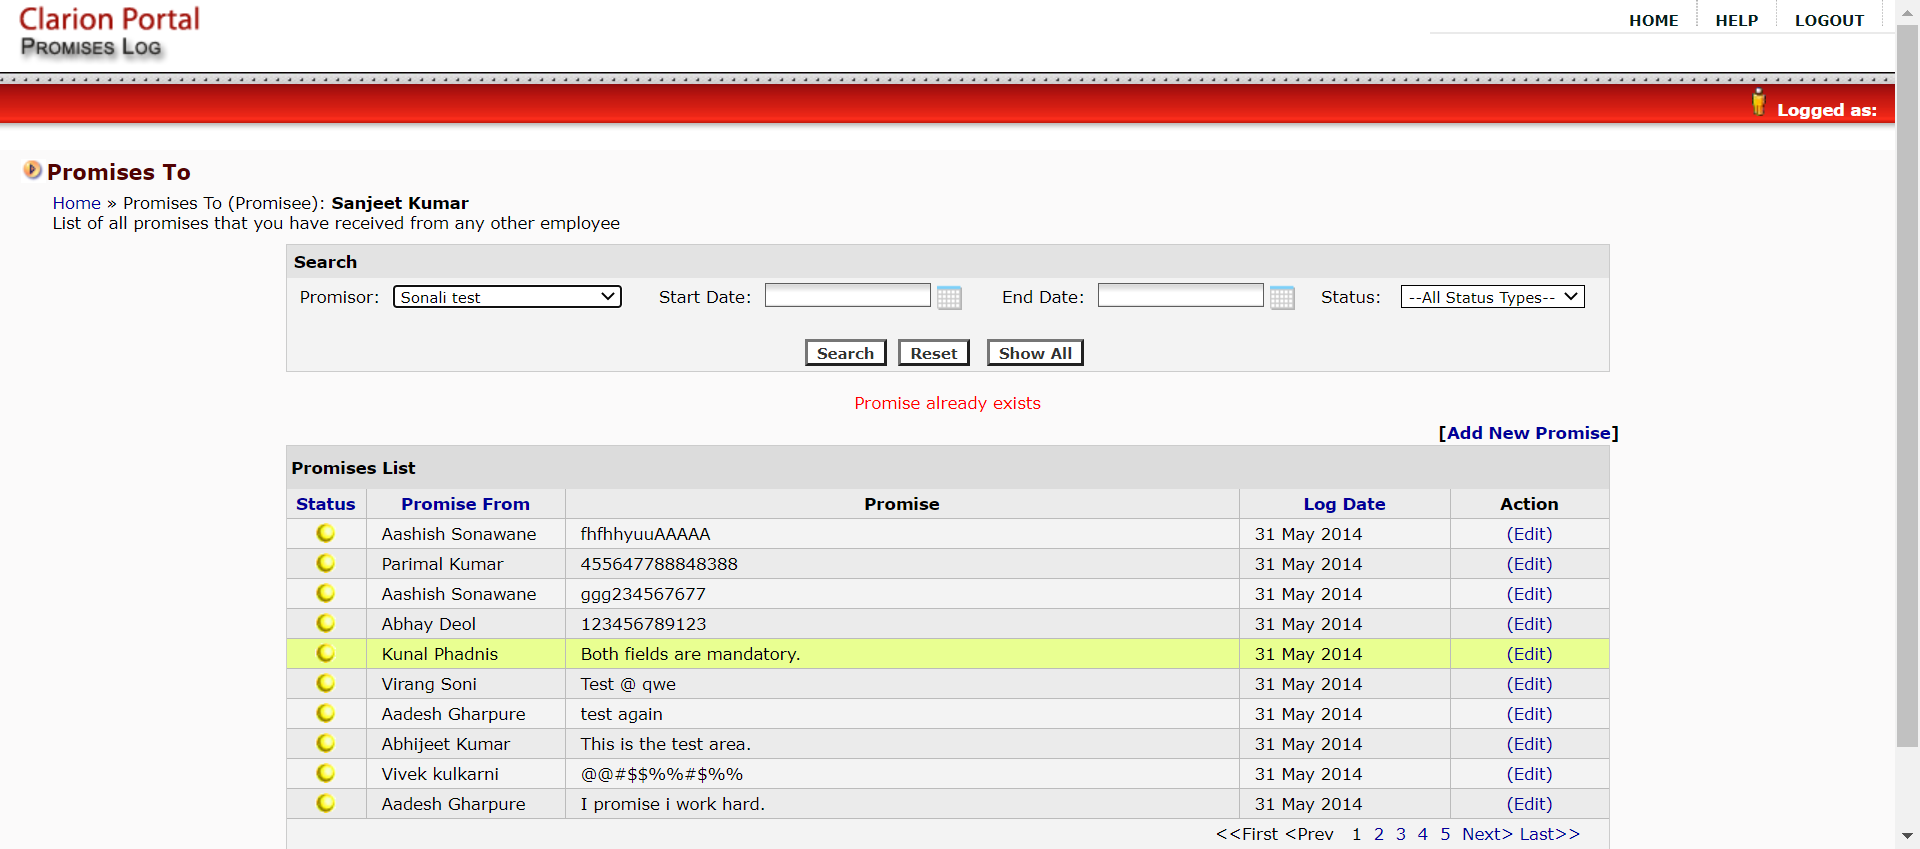 Clarion Portal
PROMISES LOG
HOME HELP LOGOUT
Logged as:
Promises To
Home » Promises To (Promisee): Sanjeet Kumar
List of all promises that you have received from any other employee
Search
Promisor: Sonali test Start Date: End Date: Status: --All Status Types--
Search Reset Show All
Promise already exists
[Add New Promise]
Promises List
Status Promise From Promise Log Date Action
Aashish Sonawane fhfhhyuuAAAAA 31 May 2014 (Edit)
Parimal Kumar 455647788848388 31 May 2014 (Edit)
Aashish Sonawane ggg234567677 31 May 2014 (Edit)
Abhay Deol 123456789123 31 May 2014 (Edit)
Kunal Phadnis Both fields are mandatory. 31 May 2014 (Edit)
Virang Soni Test @ qwe 31 May 2014 (Edit)
Aadesh Gharpure test again 31 May 2014 (Edit)
Abhijeet Kumar This is the test area. 31 May 2014 (Edit)
Vivek kulkarni @@#$$%%#$%% 31 May 2014 (Edit)
Aadesh Gharpure I promise i work hard. 31 May 2014 (Edit)
<<First <Prev 1 2 3 4 5 Next> Last>>